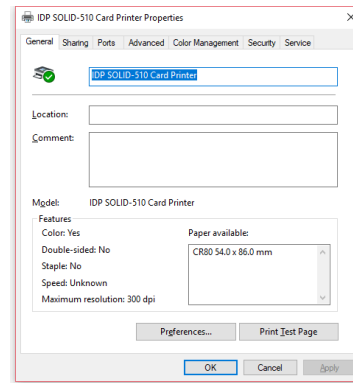 IDP SOLID-510 Card Printer Properties
General Sharing Ports Advanced Color Management Security Service
IDP SOLID-510 Card Printer
Location:
Comment:
Model: IDP SOLID-510 Card Printer
Features
Color: Yes
Double-sided: No
Staple: No
Speed: Unknown
Maximum resolution: 300 dpi
Paper available:
CR80 54.0 x 86.0 mm
Preferences...
Print Test Page
OK Cancel Apply